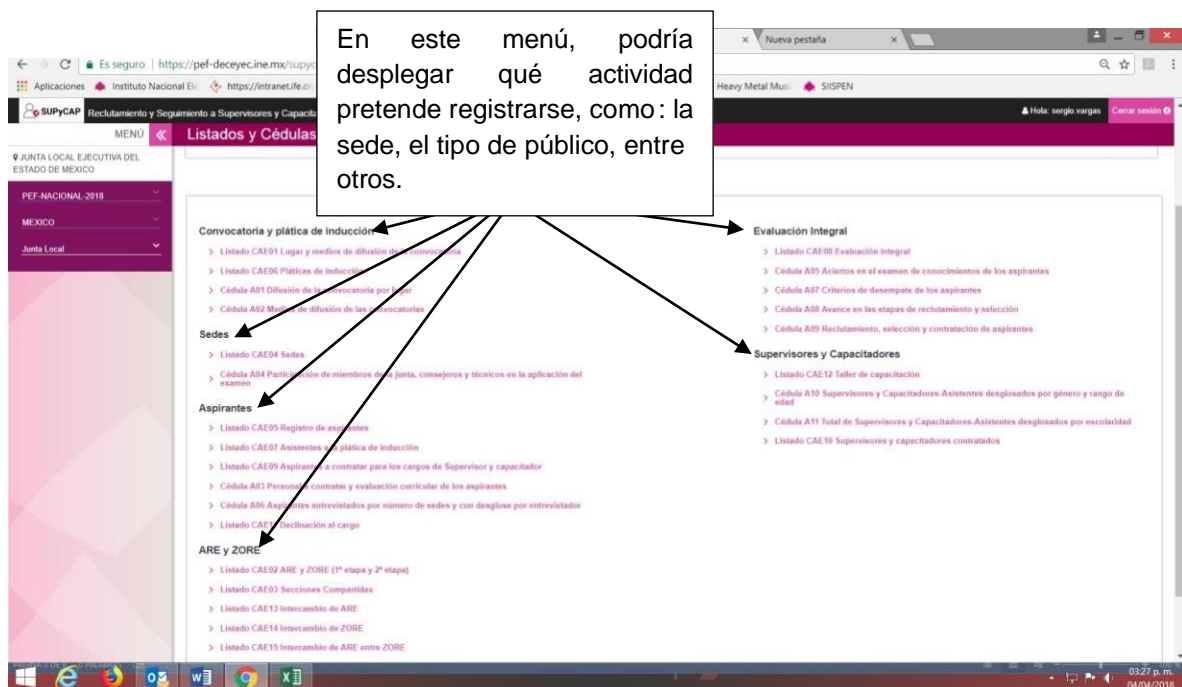 En este menú, podría
desplegar qué actividad
pretende registrarse, como: la
sede, el tipo de público, entre
otros.
Nueva pestaña
Es seguro | https://pef-deceyec.ine.mx/supyc
Aplicaciones Instituto Nacional Ele https://intranet.ife.or Heavy Metal Musi SIISPEN
SUPyCAP Reclutamiento y Seguimiento a Supervisores y Capacita Hola: sergio vargas Cerrar sesión
MENÚ Listados y Cédulas
JUNTA LOCAL EJECUTIVA DEL
ESTADO DE MEXICO
PEF-NACIONAL-2018
MEXICO
Junta Local
Convocatoria y plática de inducción
> Listado CAE01 Lugar y medios de difusión de la convocatoria
> Listado CAE06 Pláticas de inducción
> Cédula A01 Difusión de la convocatoria por lugar
> Cédula A02 Medios de difusión de las convocatorias
Sedes
> Listado CAE04 Sedes
> Cédula A04 Participación de miembros de la junta, consejeros y técnicos en la aplicación del
examen
Aspirantes
> Listado CAE05 Registro de aspirantes
> Listado CAE07 Asistentes a la plática de inducción
> Listado CAE09 Aspirantes a contratar para los cargos de Supervisor y capacitador
> Cédula A03 Personal a contratar y evaluación curricular de los aspirantes
> Cédula A06 Aspirantes entrevistados por número de sedes y con desglose por entrevistador
> Listado Declinación al cargo
ARE y ZORE
> Listado CAE02 ARE y ZORE (1ª etapa y 2ª etapa)
> Listado CAE03 Secciones Compartidas
> Listado CAE13 Intercambio de ARE
> Listado CAE14 Intercambio de ZORE
> Listado CAE15 Intercambio de ARE entre ZORE
Evaluación Integral
> Listado CAE08 Evaluación integral
> Cédula A05 Aciertos en el examen de conocimientos de los aspirantes
> Cédula A07 Criterios de desempate de los aspirantes
> Cédula A08 Avance en las etapas de reclutamiento y selección
> Cédula A09 Reclutamiento, selección y contratación de aspirantes
Supervisores y Capacitadores
> Listado CAE12 Taller de capacitación
> Cédula A10 Supervisores y Capacitadores-Asistentes desglosados por género y rango de
edad
> Cédula A11 Total de Supervisores y Capacitadores-Asistentes desglosados por escolaridad
> Listado CAE10 Supervisores y capacitadores contratados
03:27 p. m.
04/04/2018